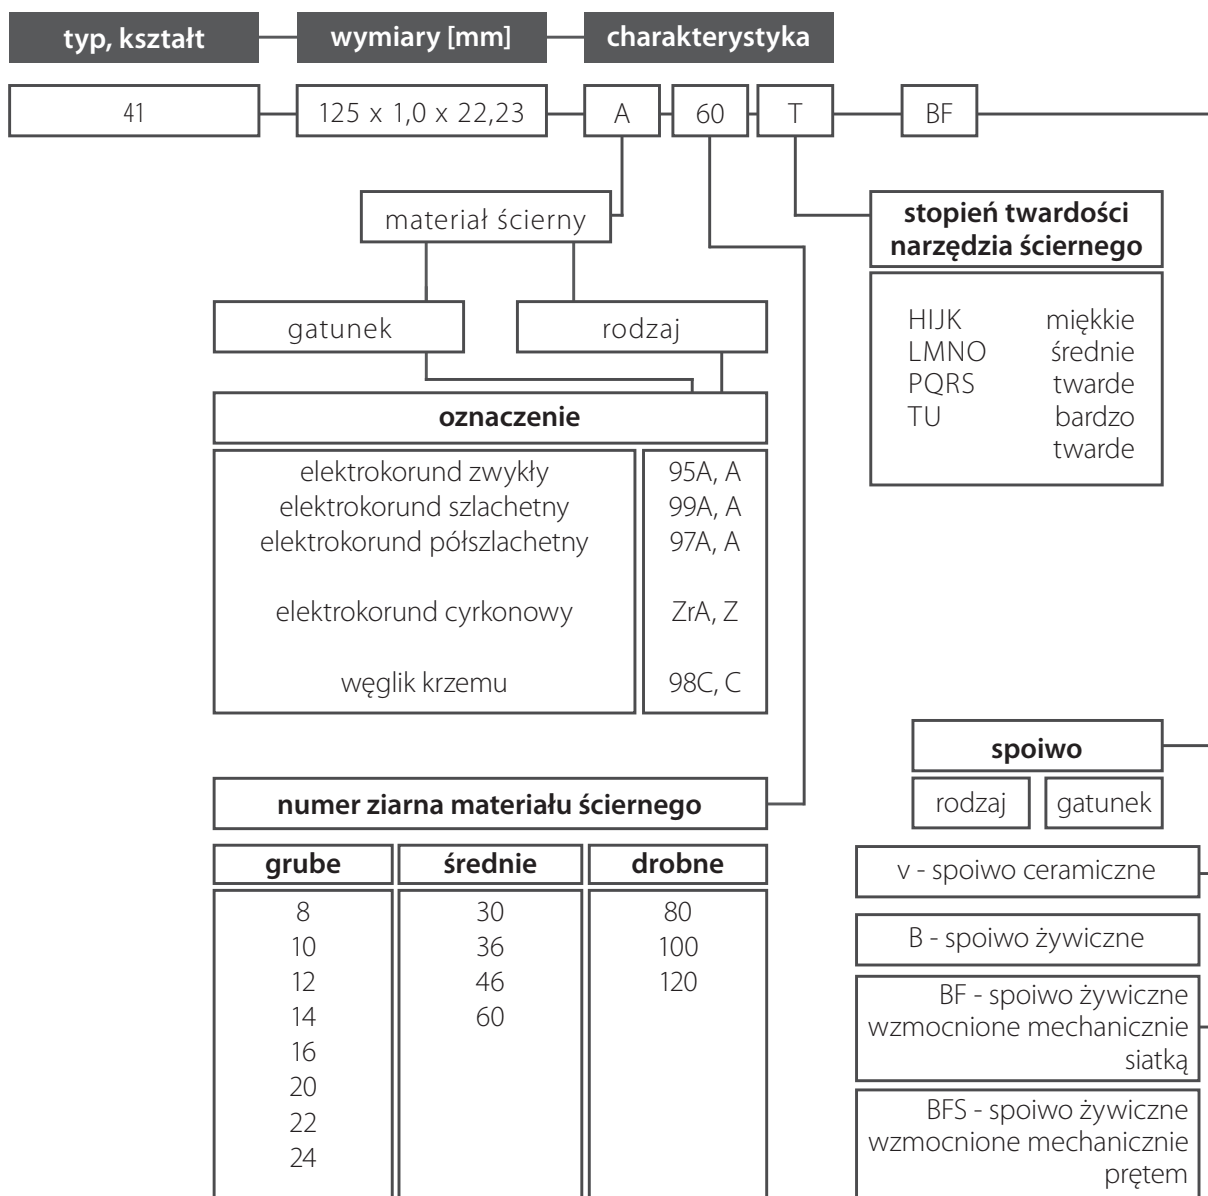 typ, kształt
wymiary [mm]
charakterystyka
41
125 x 1,0 x 22,23
A
60
T
BF
materiał ścierny
gatunek
rodzaj
oznaczenie
elektrokorund zwykły 95A, A
elektrokorund szlachetny 99A, A
elektrokorund półszlachetny 97A, A
elektrokorund cyrkonowy ZrA, Z
węglik krzemu 98C, C
stopień twardości
narzędzia ściernego
HIJK miękkie
LMNO średnie
PQRS twarde
TU bardzo
twarde
numer ziarna materiału ściernego
grube średnie drobne
8 30 80
10 36 100
12 46 120
14 60
16
20
22
24
spoiwo
rodzaj
gatunek
v - spoiwo ceramiczne
B - spoiwo żywiczne
BF - spoiwo żywiczne
wzmocnione mechanicznie
siatką
BFS - spoiwo żywiczne
wzmocnione mechanicznie
prętem